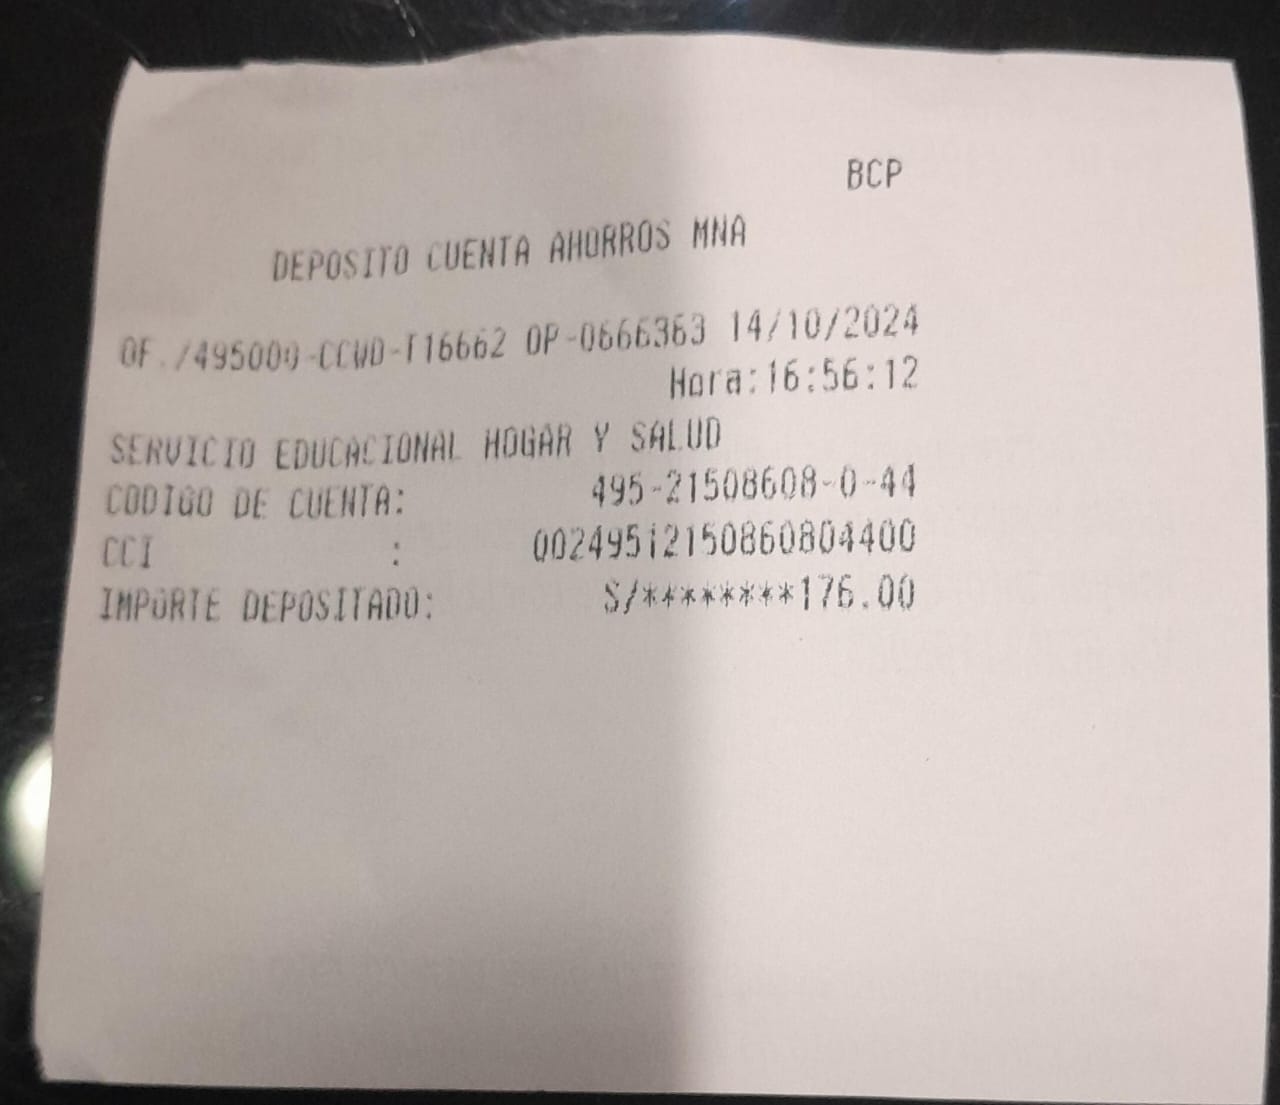 BCP
DEPOSITO CUENTA AHORROS MNA
OF./495000-CCWD-T16662 OP-0666363 14/10/2024
Hora:16:56:12
SERVICIO EDUCACIONAL HOGAR Y SALUD
CODIGO DE CUENTA: 495-21508608-0-44
CCI : 00249512150860804400
IMPORTE DEPOSITADO: S/********176.00